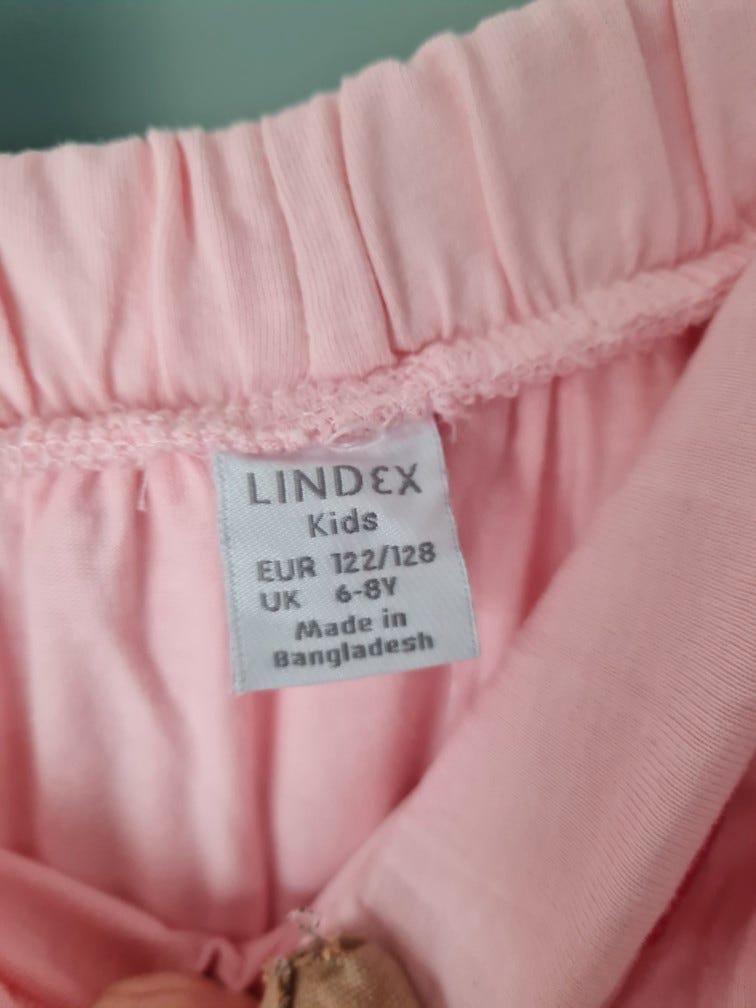 LINDEX
Kids
EUR 122/128
UK 6-8Y
Made in
Bangladesh